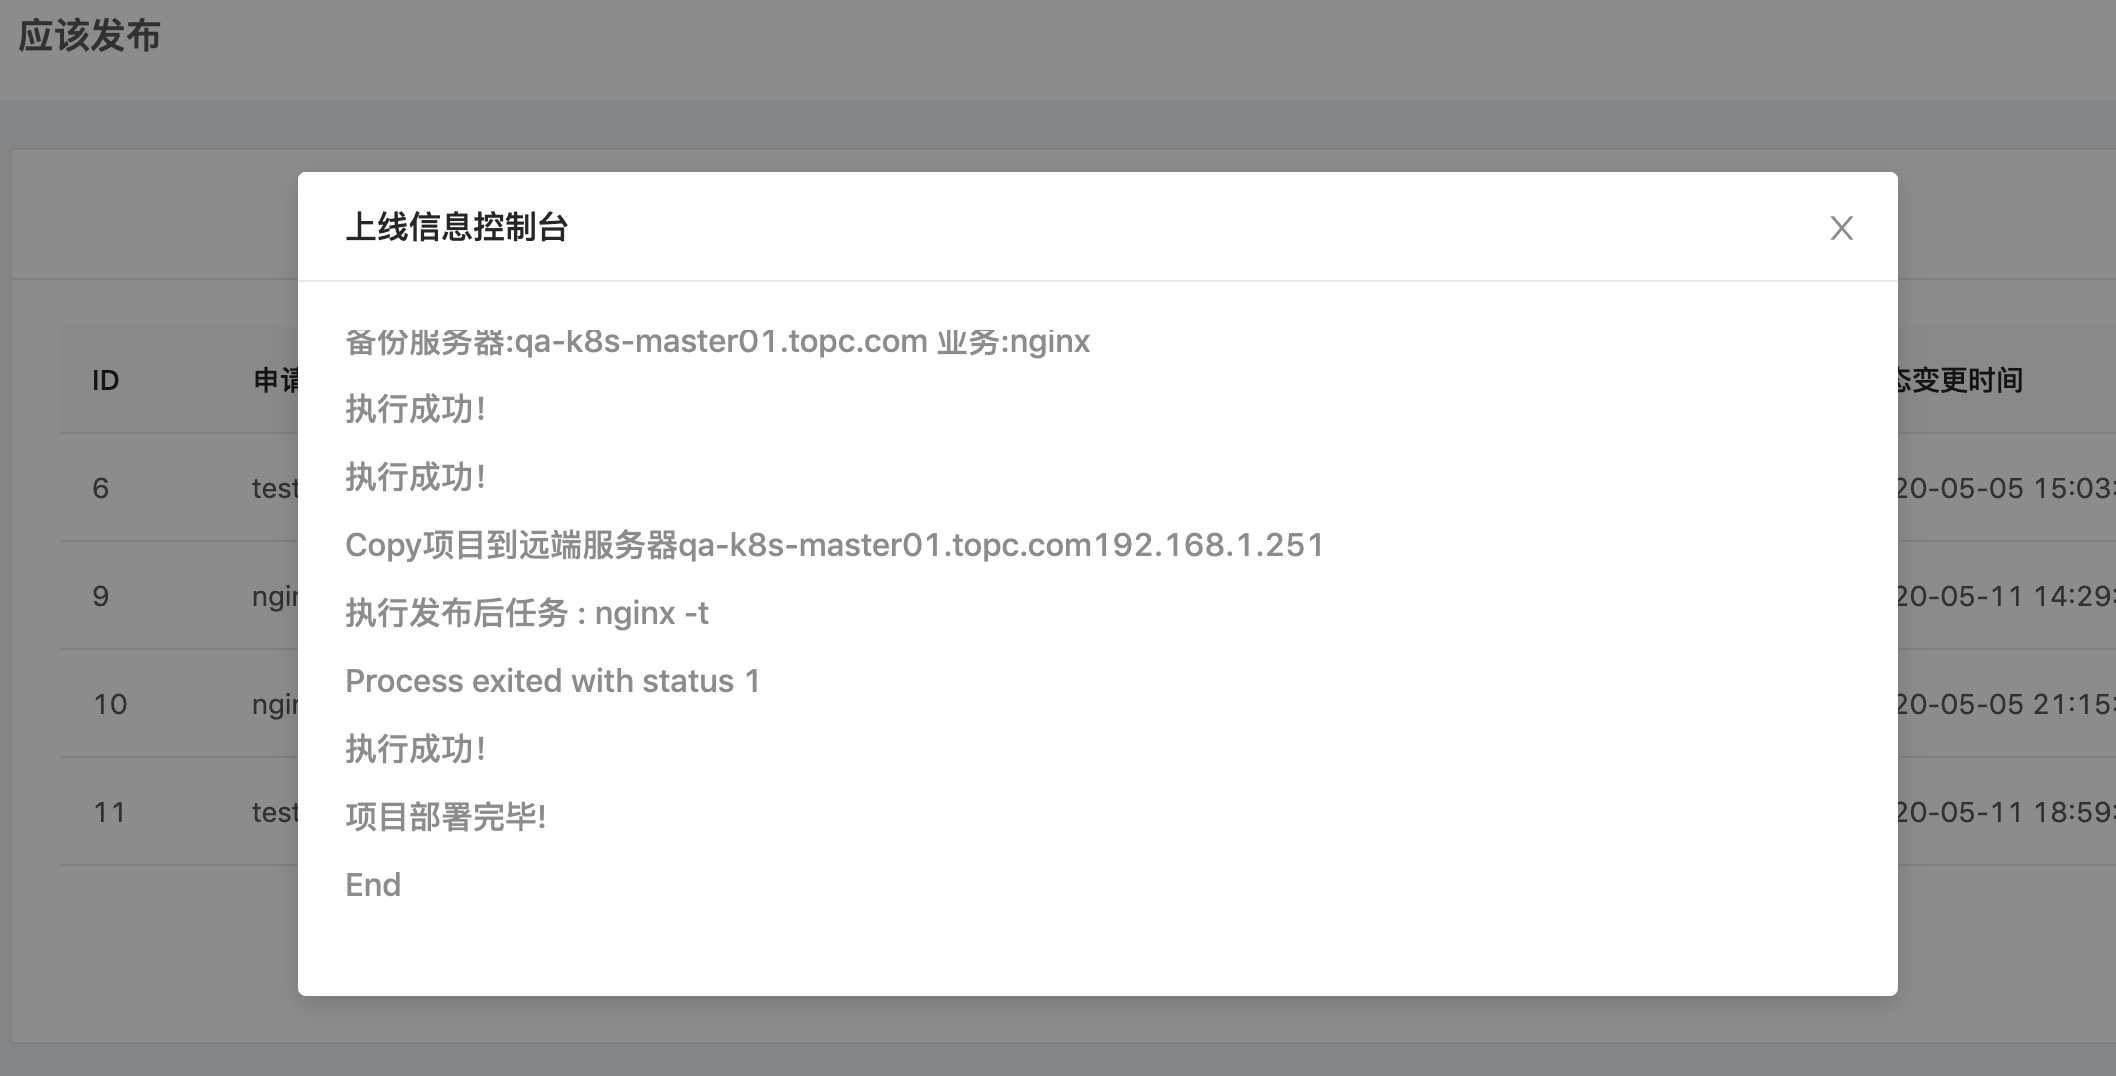 应该发布
上线信息控制台
备份服务器:qa-k8s-master01.topc.com 业务:nginx
执行成功！
执行成功！
Copy项目到远端服务器qa-k8s-master01.topc.com192.168.1.251
执行发布后任务 : nginx -t
Process exited with status 1
执行成功！
项目部署完毕!
End
ID 申请 态变更时间
6 test 20-05-05 15:03:
9 ngin 20-05-11 14:29:
10 ngin 20-05-05 21:15:
11 test 20-05-11 18:59: